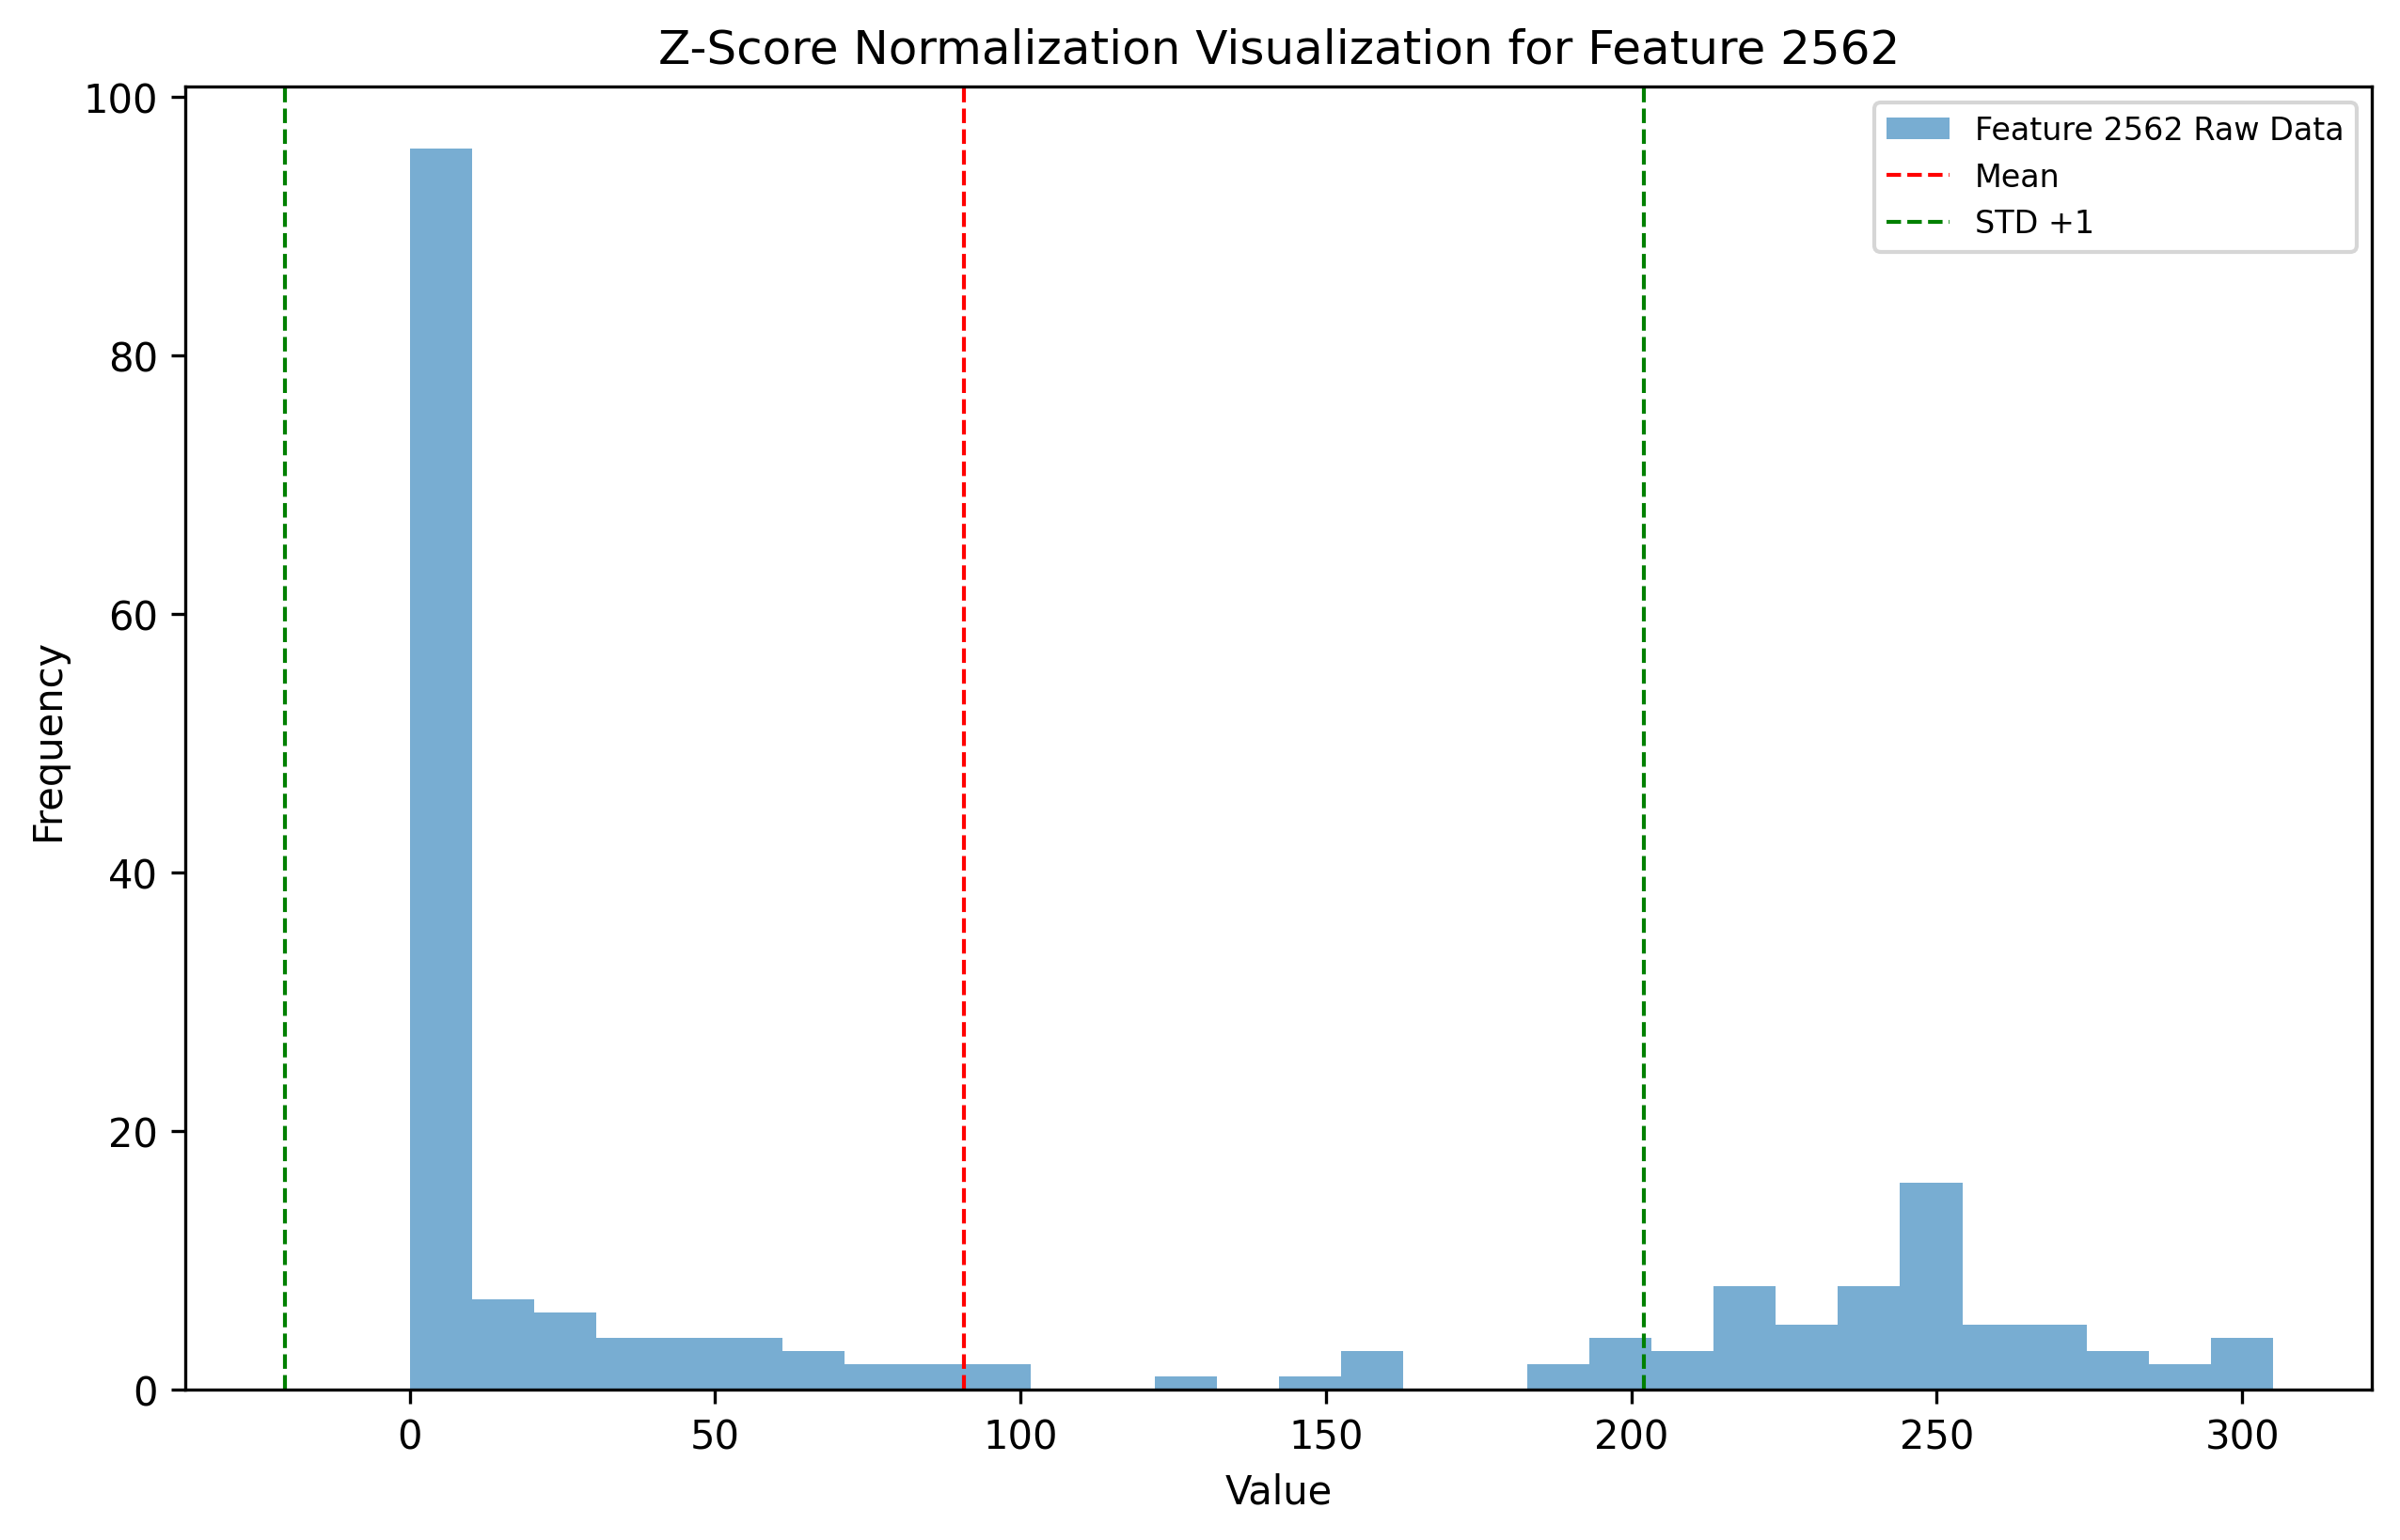 Z-Score Normalization Visualization for Feature 2562
Feature 2562 Raw Data
Mean
STD +1
Frequency
100
80
60
40
20
0
0 50 100 150 200 250 300
Value